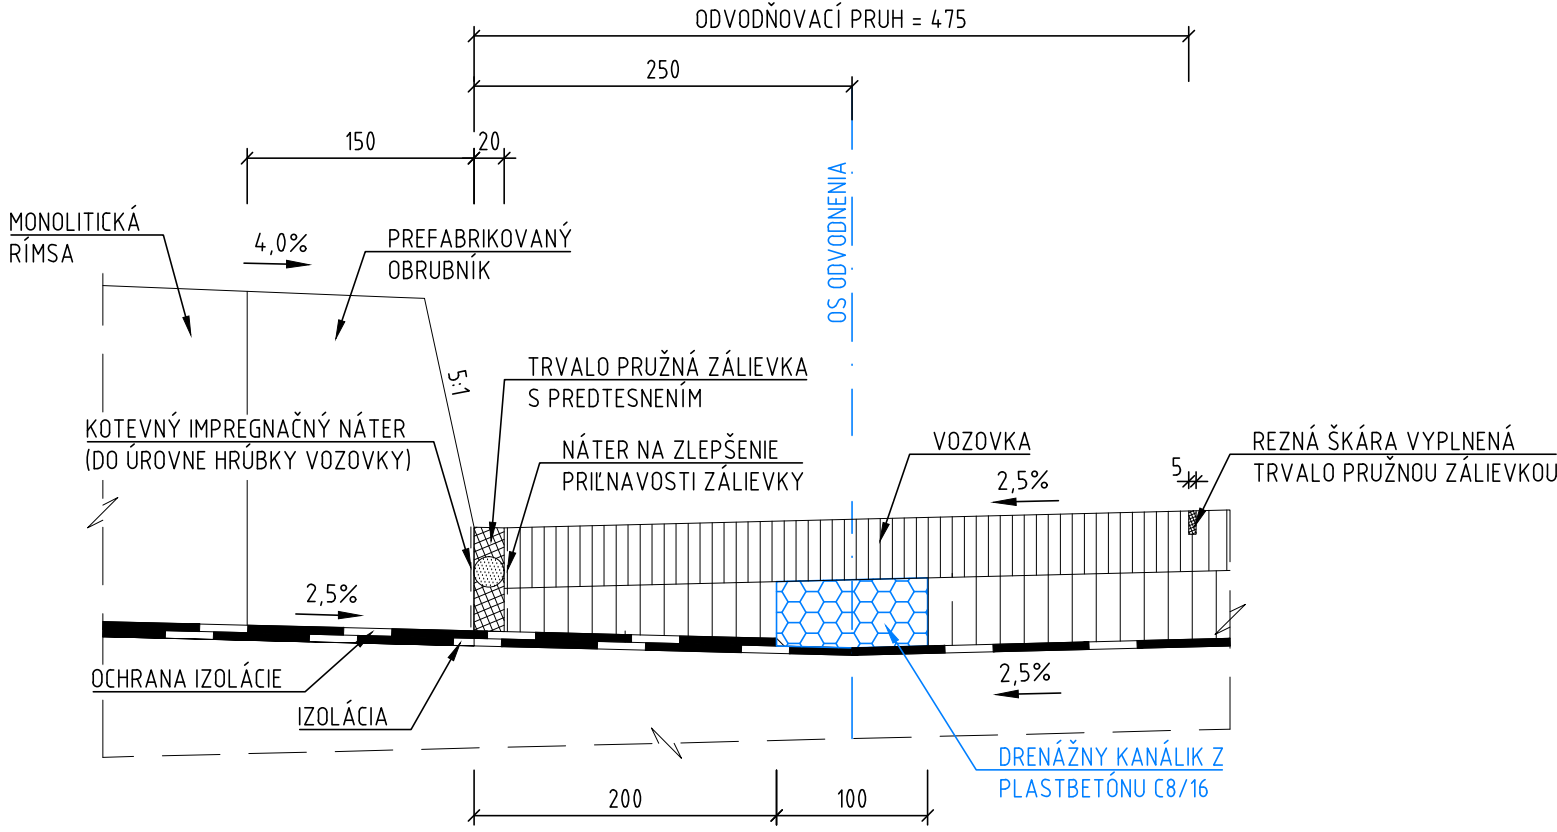 ODVODŇOVACÍ PRUH = 475
250
150
20
MONOLITICKÁ
RÍMSA
4,0%
PREFABRIKOVANÝ
OBRUBNÍK
OS ODVODNENIA
5:1
TRVALO PRUŽNÁ ZÁLIEVKA
S PREDTESNENÍM
KOTEVNÝ IMPREGNAČNÝ NÁTER
(DO ÚROVNE HRÚBKY VOZOVKY)
NÁTER NA ZLEPŠENIE
PRIĽNAVOSTI ZÁLIEVKY
VOZOVKA
2,5%
5
REZNÁ ŠKÁRA VYPLNENÁ
TRVALO PRUŽNOU ZÁLIEVKOU
2,5%
OCHRANA IZOLÁCIE
IZOLÁCIA
2,5%
DRENÁŽNY KANÁLIK Z
PLASTBETÓNU C8/16
200
100